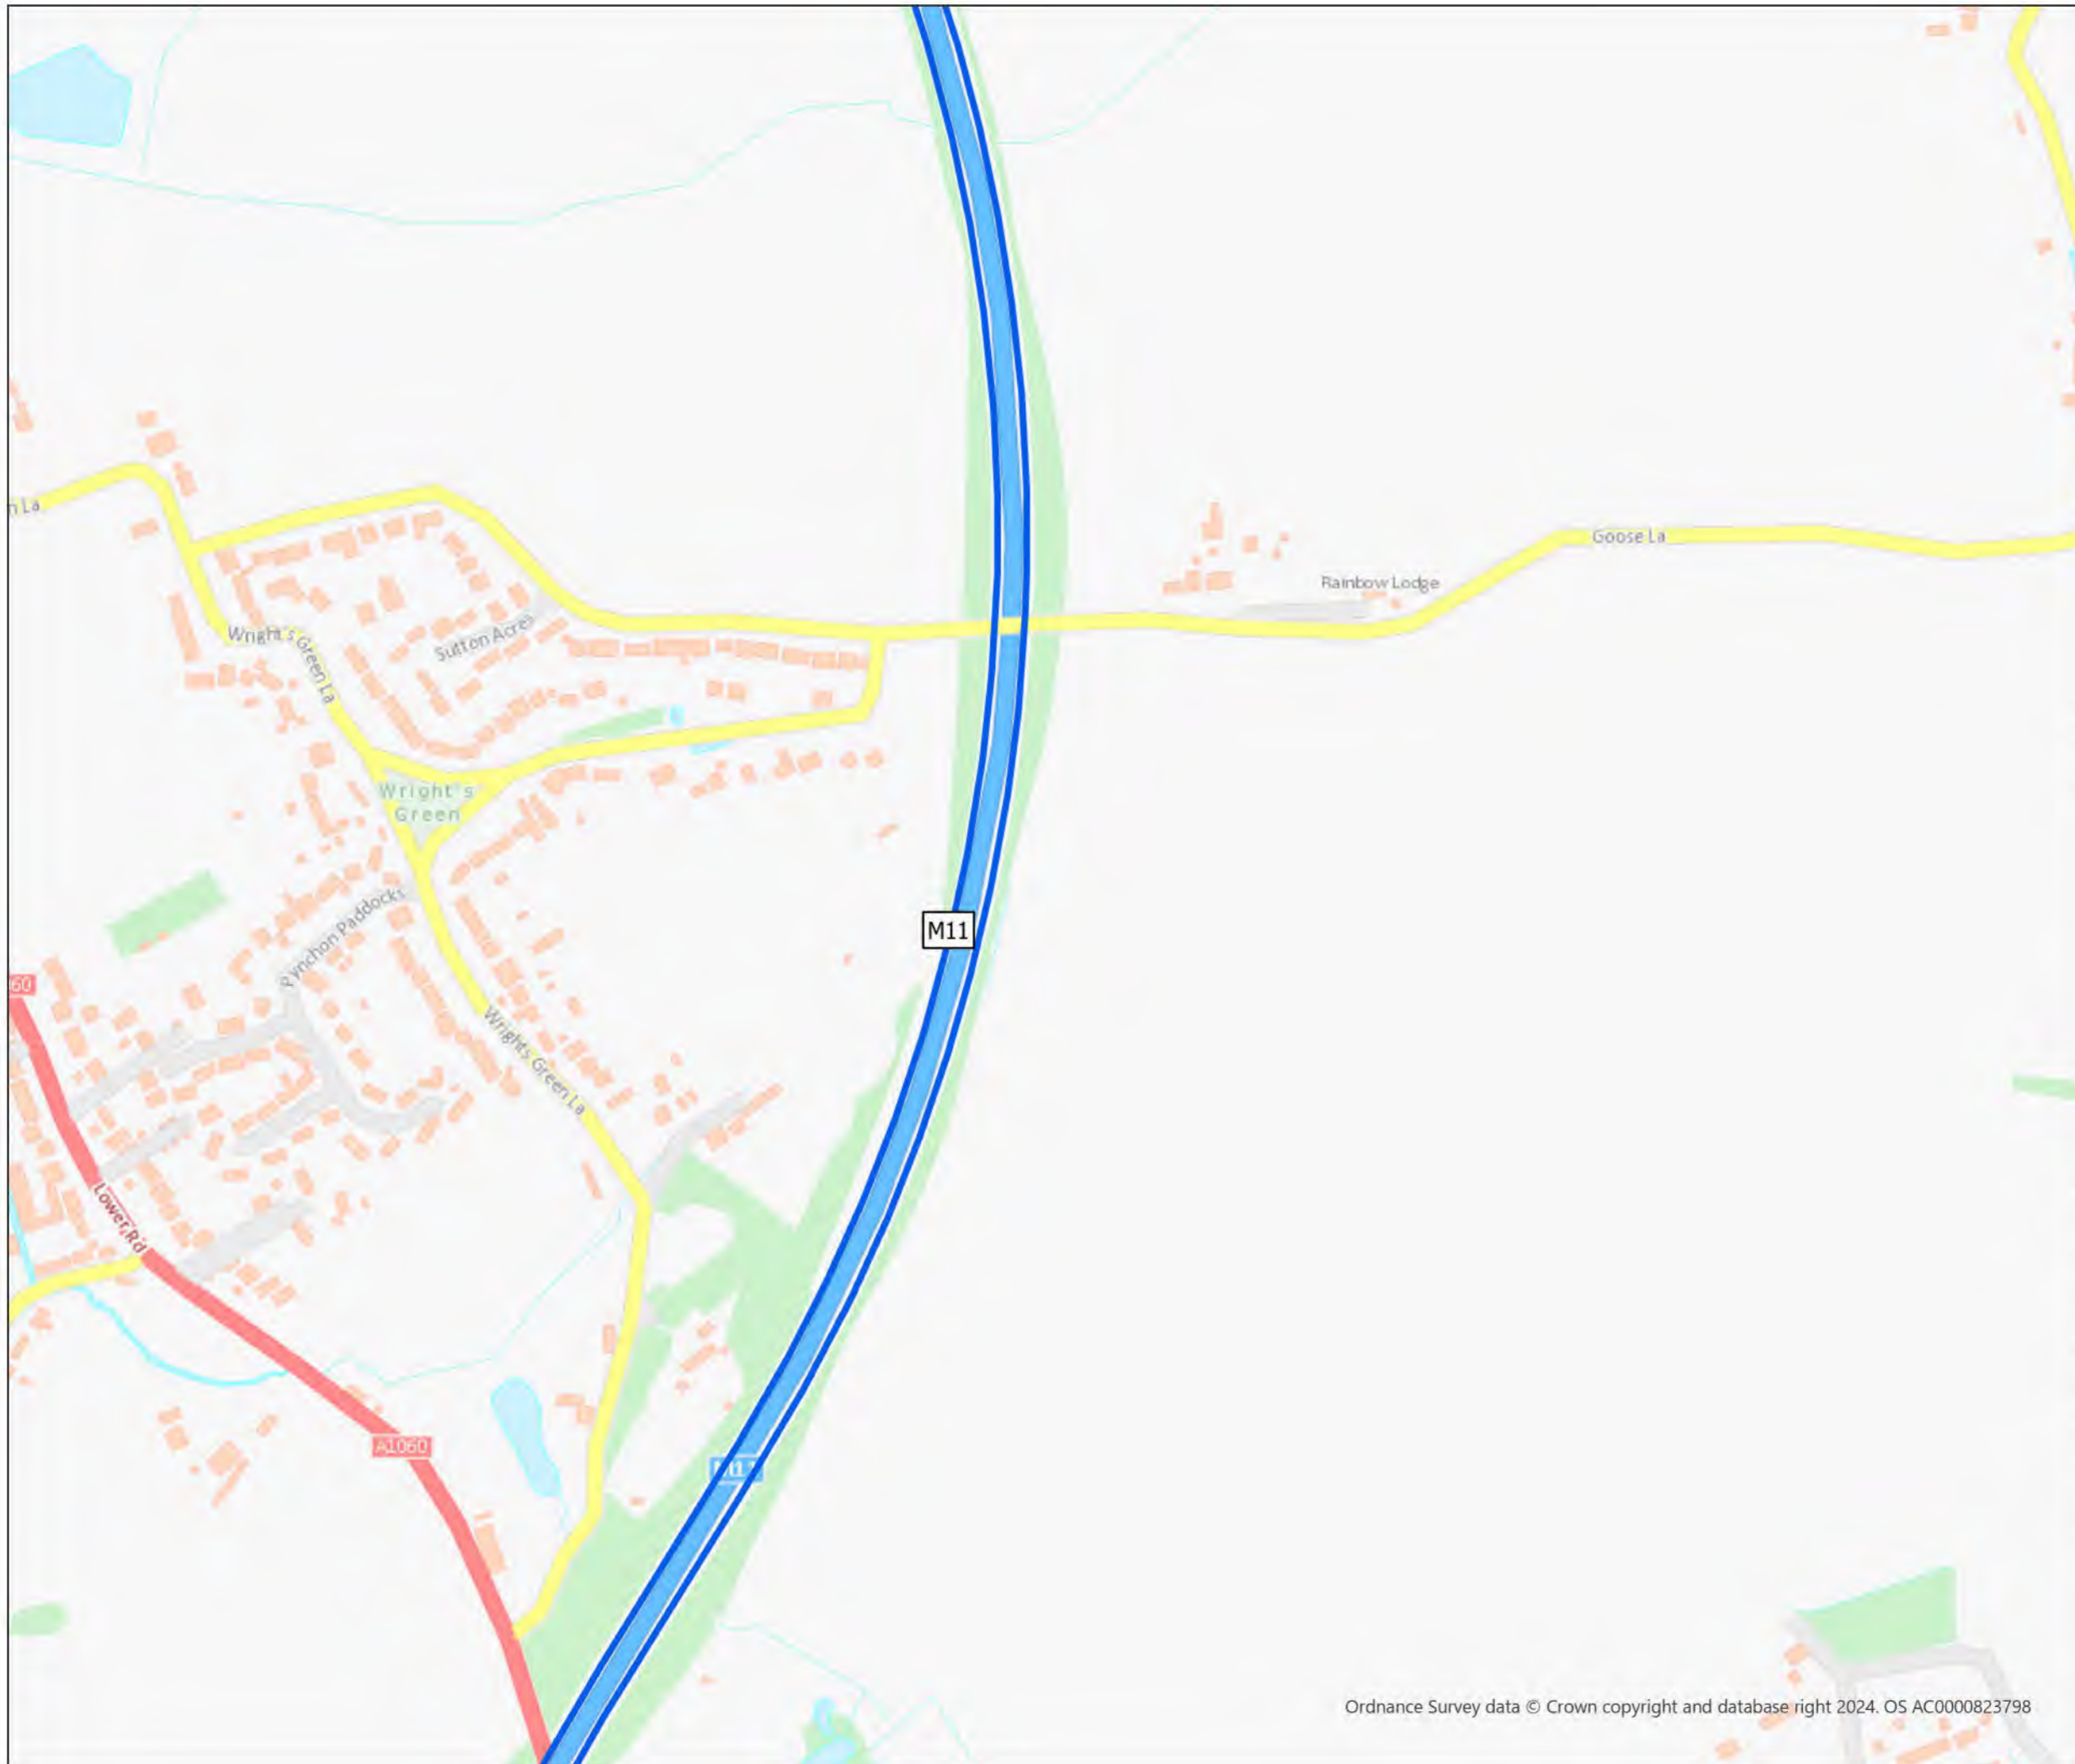 n La
Goose La
Rainbow Lodge
Wright's Green La
Sutton Acres
Wright's
Green
Pynchon Paddocks
M11
60
Wrights Green La
Lower Rd
A1060
M11
Ordnance Survey data © Crown copyright and database right 2024. OS AC0000823798